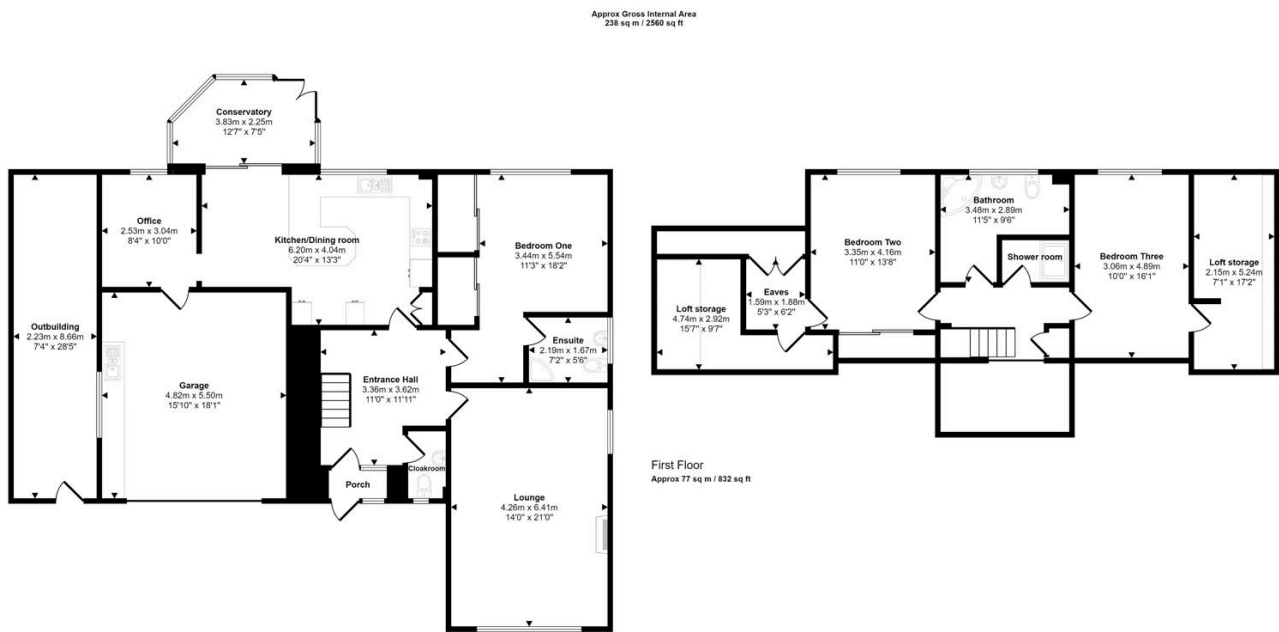 Approx Gross Internal Area
238 sq m / 2560 sq ft
Conservatory
3.83m x 2.25m
12'7" x 7'5"
Office
2.53m x 3.04m
8'4" x 10'0"
Kitchen/Dining room
6.20m x 4.04m
20'4" x 13'3"
Bedroom One
3.44m x 5.54m
11'3" x 18'2"
Outbuilding
2.23m x 8.66m
7'4" x 28'5"
Garage
4.82m x 5.50m
15'10" x 18'1"
Entrance Hall
3.36m x 3.62m
11'0" x 11'11"
Ensuite
2.19m x 1.67m
7'2" x 5'6"
Cloakroom
Porch
Lounge
4.26m x 6.41m
14'0" x 21'0"
Bedroom Two
3.35m x 4.16m
11'0" x 13'8"
Bathroom
3.48m x 2.89m
11'5" x 9'6"
Shower room
Bedroom Three
3.06m x 4.89m
10'0" x 16'1"
Loft storage
2.15m x 5.24m
7'1" x 17'2"
Eaves
1.59m x 1.88m
5'3" x 6'2"
Loft storage
4.74m x 2.92m
15'7" x 9'7"
First Floor
Approx 77 sq m / 832 sq ft